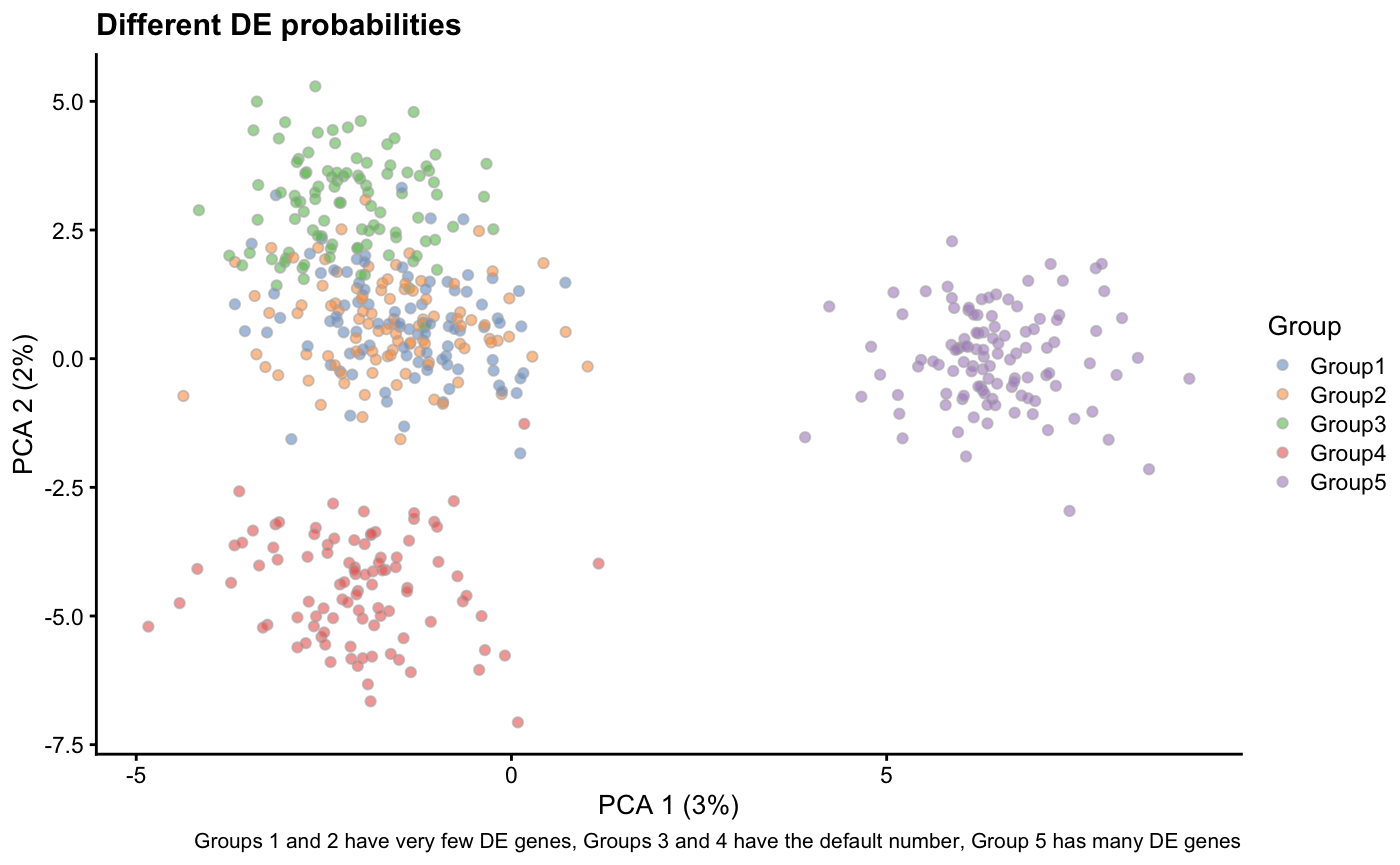 Different DE probabilities
5.0
2.5
0.0
-2.5
-5.0
-7.5
PCA 2 (2%)
-5
0
5
PCA 1 (3%)
Group
Group1
Group2
Group3
Group4
Group5
Groups 1 and 2 have very few DE genes, Groups 3 and 4 have the default number, Group 5 has many DE genes